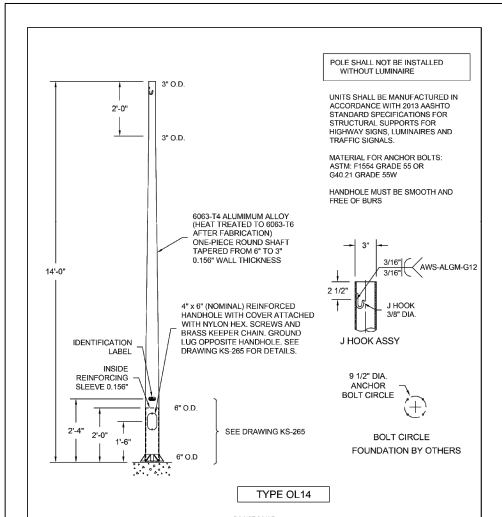 POLE SHALL NOT BE INSTALLED
WITHOUT LUMINAIRE
UNITS SHALL BE MANUFACTURED IN
ACCORDANCE WITH 2013 AASHTO
STANDARD SPECIFICATIONS FOR
STRUCTURAL SUPPORTS FOR
HIGHWAY SIGNS, LUMINAIRES AND
TRAFFIC SIGNALS.
MATERIAL FOR ANCHOR BOLTS:
ASTM: F1554 GRADE 55 OR
G40.21 GRADE 55W
HANDHOLE MUST BE SMOOTH AND
FREE OF BURS
3" O.D.
2'-0"
3" O.D.
6063-T4 ALUMIMUM ALLOY
(HEAT TREATED TO 6063-T6
AFTER FABRICATION)
ONE-PIECE ROUND SHAFT
TAPERED FROM 6" TO 3"
0.156" WALL THICKNESS
14'-0"
4" x 6" (NOMINAL) REINFORCED
HANDHOLE WITH COVER ATTACHED
WITH NYLON HEX. SCREWS AND
BRASS KEEPER CHAIN. GROUND
LUG OPPOSITE HANDHOLE. SEE
DRAWING KS-265 FOR DETAILS.
IDENTIFICATION
LABEL
INSIDE
REINFORCING
SLEEVE 0.156"
6" O.D.
2'-4"
2'-0"
1'-6"
SEE DRAWING KS-265
6" O.D
3"
3/16"
3/16"
AWS-ALGM-G12
2 1/2"
J HOOK
3/8" DIA.
J HOOK ASSY
9 1/2" DIA.
ANCHOR
BOLT CIRCLE
BOLT CIRCLE
FOUNDATION BY OTHERS
TYPE OL14